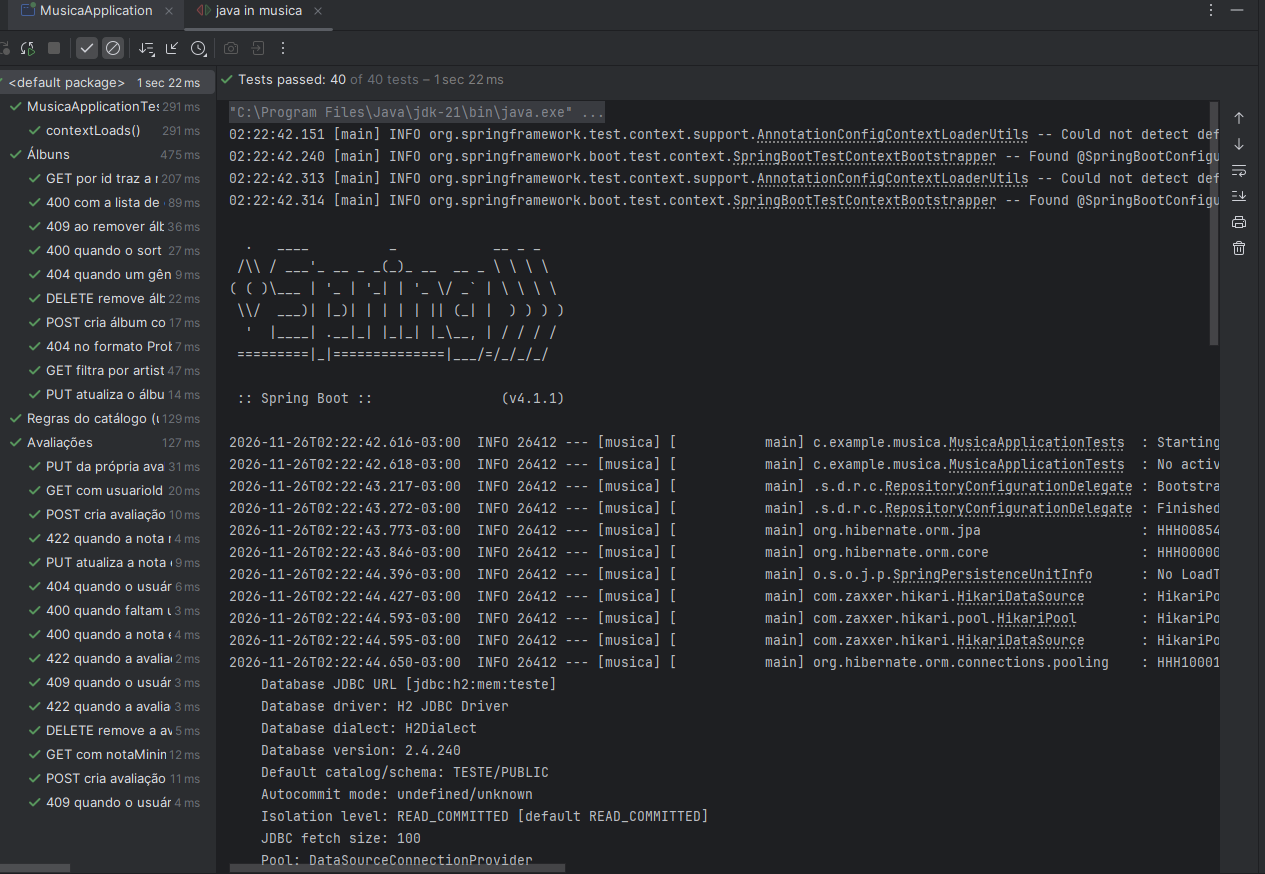 MusicaApplication
java in musica
<default package> 1 sec 22 ms
Tests passed: 40 of 40 tests – 1 sec 22 ms
MusicaApplicationTes 291 ms
contextLoads() 291 ms
Álbuns 475 ms
GET por id traz a 207 ms
400 com a lista de 89 ms
409 ao remover álb 36 ms
400 quando o sort 27 ms
404 quando um gên 9 ms
DELETE remove álb 22 ms
POST cria álbum co 17 ms
404 no formato Prob 7 ms
GET filtra por artist 47 ms
PUT atualiza o álbu 14 ms
Regras do catálogo (u 129 ms
Avaliações 127 ms
PUT da própria ava 31 ms
GET com usuarioId 20 ms
POST cria avaliação 10 ms
422 quando a nota 4 ms
PUT atualiza a nota 9 ms
404 quando o usuár 6 ms
400 quando faltam 3 ms
400 quando a nota 4 ms
422 quando a avalia 2 ms
409 quando o usuár 3 ms
422 quando a avalia 3 ms
DELETE remove a av 5 ms
GET com notaMinim 12 ms
POST cria avaliação 11 ms
409 quando o usuár 4 ms
"C:\Program Files\Java\jdk-21\bin\java.exe" ...
02:22:42.151 [main] INFO org.springframework.test.context.support.AnnotationConfigContextLoaderUtils -- Could not detect def
02:22:42.240 [main] INFO org.springframework.boot.test.context.SpringBootTestContextBootstrapper -- Found @SpringBootConfigu
02:22:42.313 [main] INFO org.springframework.test.context.support.AnnotationConfigContextLoaderUtils -- Could not detect def
02:22:42.314 [main] INFO org.springframework.boot.test.context.SpringBootTestContextBootstrapper -- Found @SpringBootConfigu
  .   ____          _            __ _ _
 /\\ / ___'_ __ _ _(_)_ __  __ _ \ \ \ \
( ( )\___ | '_ | '_| | '_ \/ _` | \ \ \ \
 \\/  ___)| |_)| | | | | || (_| |  ) ) ) )
  '  |____| .__|_| |_|_| |_\__, | / / / /
 =========|_|==============|___/=/_/_/_/
 :: Spring Boot ::                (v4.1.1)
2026-11-26T02:22:42.616-03:00  INFO 26412 --- [musica] [           main] c.example.musica.MusicaApplicationTests  : Starting
2026-11-26T02:22:42.618-03:00  INFO 26412 --- [musica] [           main] c.example.musica.MusicaApplicationTests  : No activ
2026-11-26T02:22:43.217-03:00  INFO 26412 --- [musica] [           main] .s.d.r.c.RepositoryConfigurationDelegate : Bootstra
2026-11-26T02:22:43.272-03:00  INFO 26412 --- [musica] [           main] .s.d.r.c.RepositoryConfigurationDelegate : Finished
2026-11-26T02:22:43.773-03:00  INFO 26412 --- [musica] [           main] org.hibernate.orm.jpa                    : HHH00854
2026-11-26T02:22:43.846-03:00  INFO 26412 --- [musica] [           main] org.hibernate.orm.core                   : HHH00000
2026-11-26T02:22:44.396-03:00  INFO 26412 --- [musica] [           main] o.s.o.j.p.SpringPersistenceUnitInfo      : No LoadT
2026-11-26T02:22:44.427-03:00  INFO 26412 --- [musica] [           main] com.zaxxer.hikari.HikariDataSource       : HikariPo
2026-11-26T02:22:44.593-03:00  INFO 26412 --- [musica] [           main] com.zaxxer.hikari.pool.HikariPool        : HikariPo
2026-11-26T02:22:44.595-03:00  INFO 26412 --- [musica] [           main] com.zaxxer.hikari.HikariDataSource       : HikariPo
2026-11-26T02:22:44.650-03:00  INFO 26412 --- [musica] [           main] org.hibernate.orm.connections.pooling    : HHH10001
Database JDBC URL [jdbc:h2:mem:teste]
Database driver: H2 JDBC Driver
Database dialect: H2Dialect
Database version: 2.4.240
Default catalog/schema: TESTE/PUBLIC
Autocommit mode: undefined/unknown
Isolation level: READ_COMMITTED [default READ_COMMITTED]
JDBC fetch size: 100
Pool: DataSourceConnectionProvider